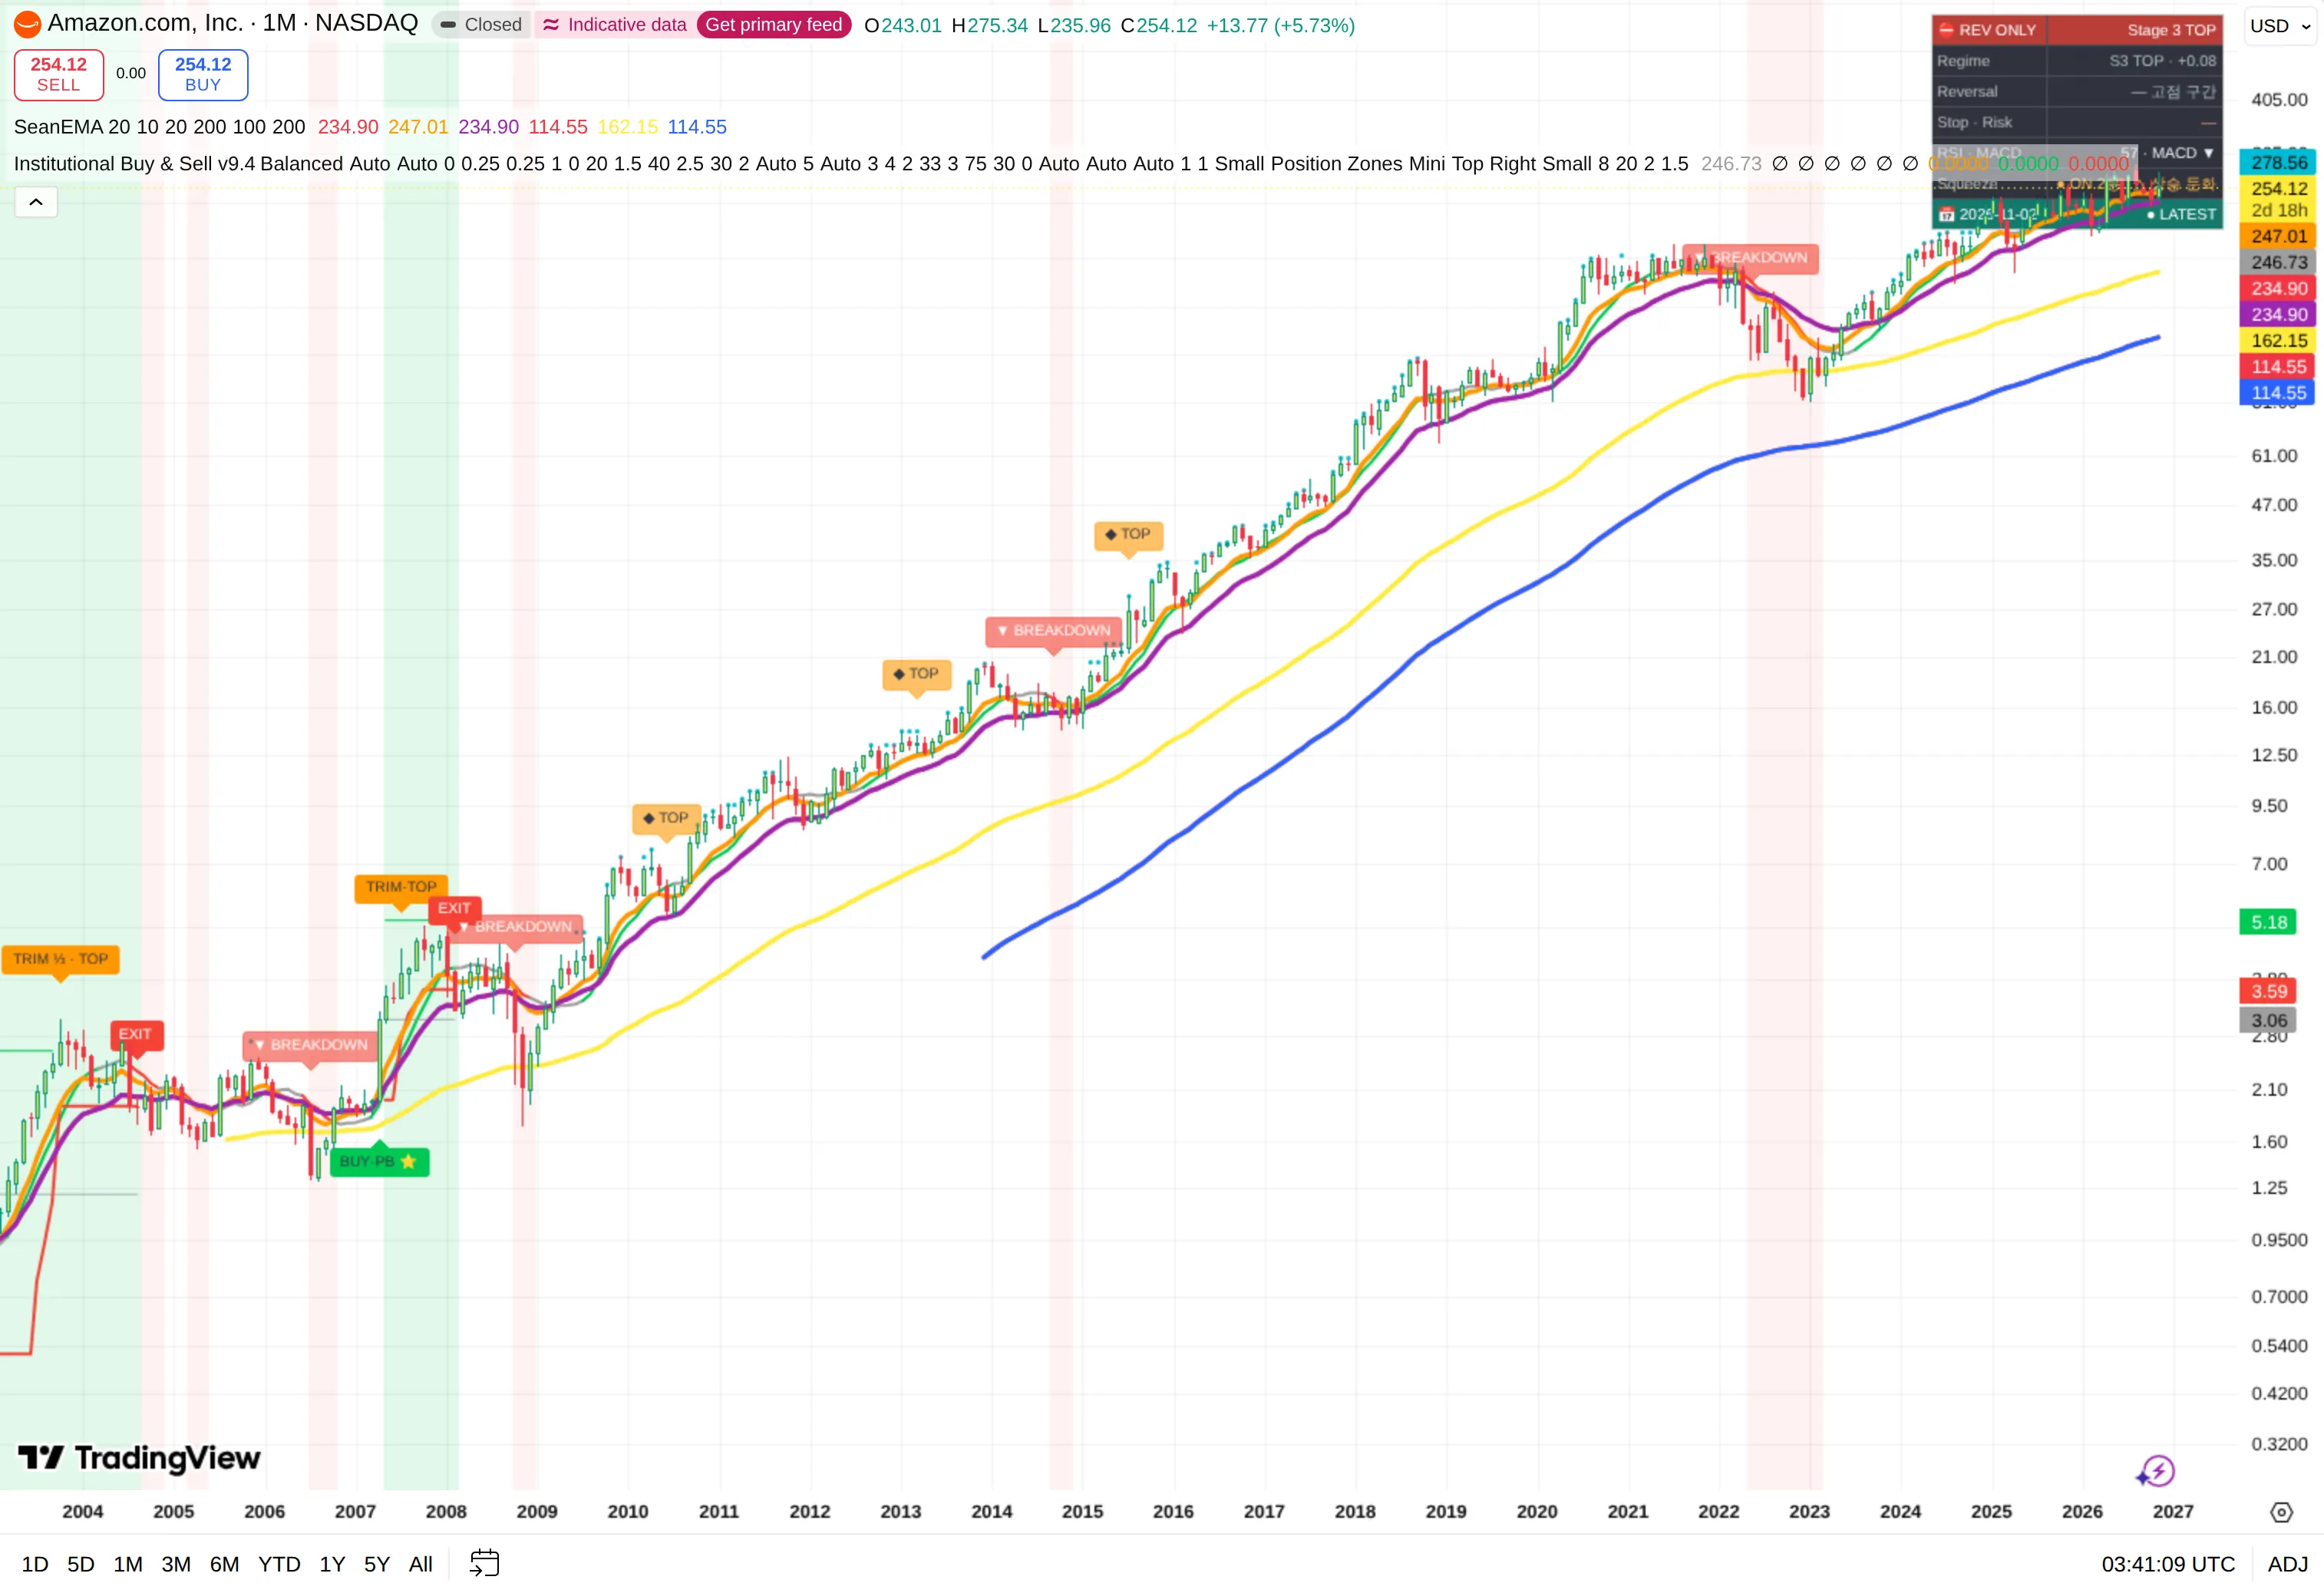 Amazon.com, Inc. · 1M · NASDAQ Closed Indicative data Get primary feed O243.01 H275.34 L235.96 C254.12 +13.77 (+5.73%)
254.12 SELL 0.00 254.12 BUY
SeanEMA 20 10 20 200 100 200 234.90 247.01 234.90 114.55 162.15 114.55
Institutional Buy & Sell v9.4 Balanced Auto Auto 0 0.25 0.25 1 0 20 1.5 40 2.5 30 2 Auto 5 Auto 3 4 2 33 3 75 30 0 Auto Auto Auto 1 1 Small Position Zones Mini Top Right Small 8 20 2 1.5 246.73 ∅ ∅ ∅ ∅ ∅ ∅ 0.0000 0.0000 0.0000
REV ONLY Stage 3 TOP
Regime S3 TOP · +0.08
Reversal — 고점 구간
Stop · Risk —
RSI · MACD 57 · MACD ▼
Squeeze
LATEST
USD
405.00
278.56
254.12
2d 18h
247.01
246.73
234.90
234.90
162.15
114.55
114.55
61.00
47.00
35.00
27.00
21.00
16.00
12.50
9.50
7.00
5.18
3.59
3.06
2.80
2.10
1.60
1.25
0.9500
0.7000
0.5400
0.4200
0.3200
▼ BREAKDOWN
◆ TOP
▼ BREAKDOWN
◆ TOP
◆ TOP
TRIM-TOP
EXIT
▼ BREAKDOWN
TRIM ⅓ · TOP
EXIT
▼ BREAKDOWN
BUY-PB ⭐
TradingView
2004 2005 2006 2007 2008 2009 2010 2011 2012 2013 2014 2015 2016 2017 2018 2019 2020 2021 2022 2023 2024 2025 2026 2027
1D 5D 1M 3M 6M YTD 1Y 5Y All 03:41:09 UTC ADJ